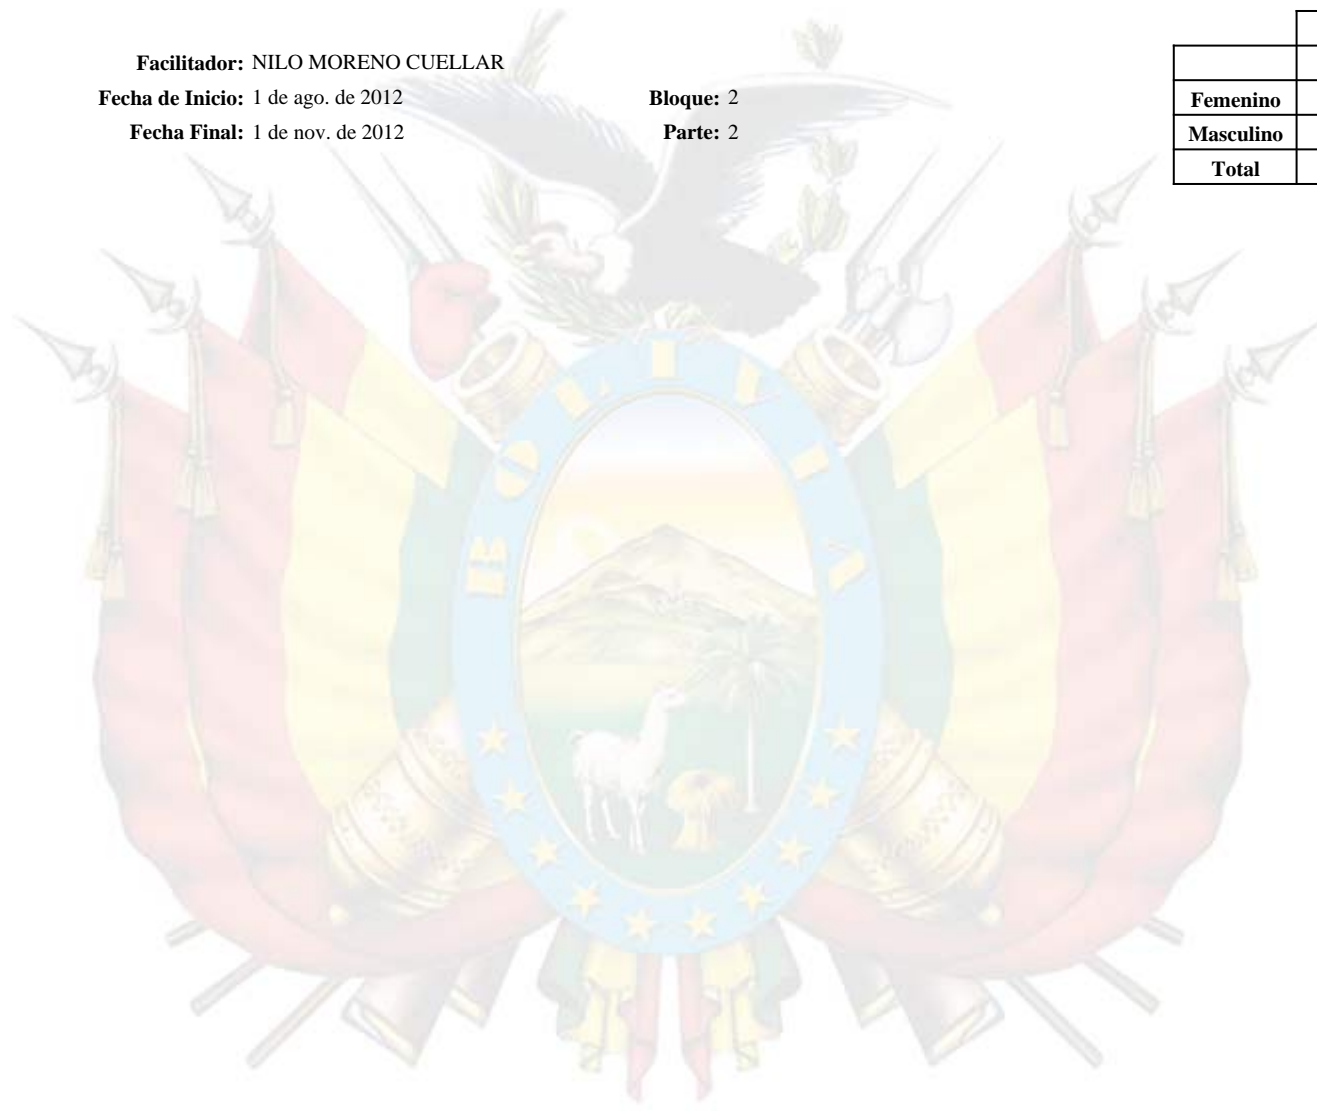 Facilitador: NILO MORENO CUELLAR
Fecha de Inicio: 1 de ago. de 2012 Bloque: 2
Fecha Final: 1 de nov. de 2012 Parte: 2
Femenino
Masculino
Total
BOLIVIA